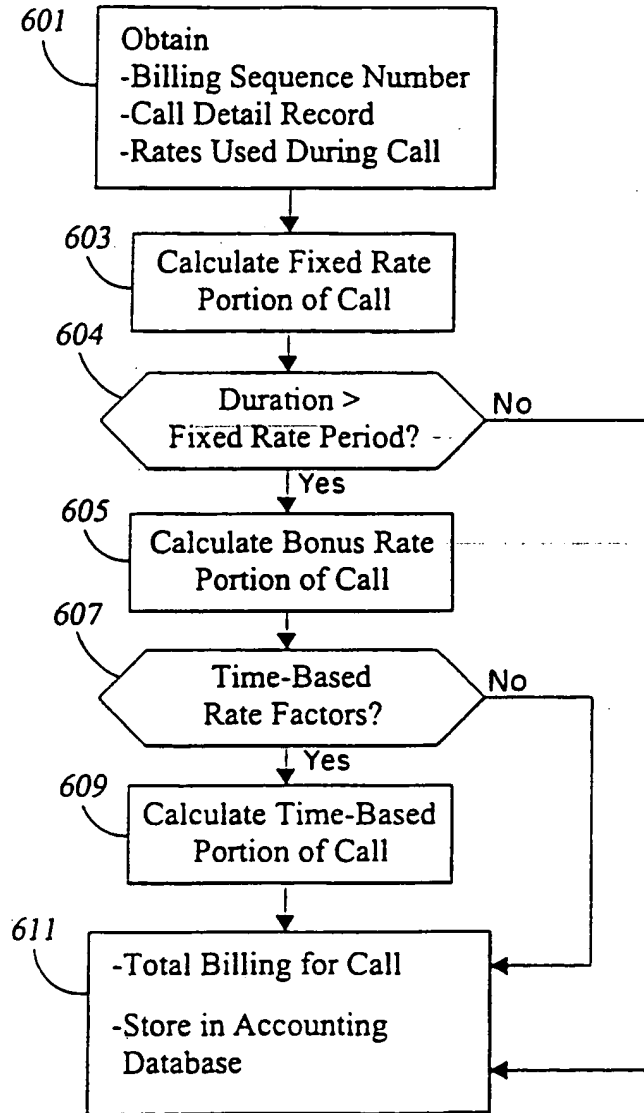 601
Obtain
-Billing Sequence Number
-Call Detail Record
-Rates Used During Call
603
Calculate Fixed Rate
Portion of Call
604
Duration >
Fixed Rate Period?
No
Yes
605
Calculate Bonus Rate
Portion of Call
607
Time-Based
Rate Factors?
No
Yes
609
Calculate Time-Based
Portion of Call
611
-Total Billing for Call
-Store in Accounting
Database